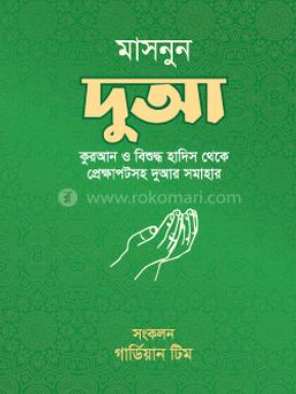 মাসনুন
দুআ
কুরআন ও বিশুদ্ধ হাদিস থেকে
প্রেক্ষাপটসহ দুআর সমাহার
www.rokomari.com
সংকলন
গার্ডিয়ান টিম